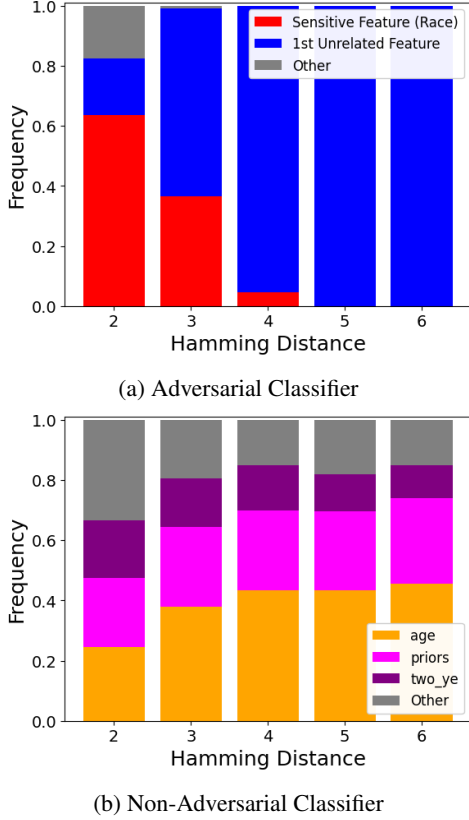 1.0
0.8
0.6
0.4
0.2
0.0
Frequency
Sensitive Feature (Race)
1st Unrelated Feature
Other
2 3 4 5 6
Hamming Distance
(a) Adversarial Classifier
1.0
0.8
0.6
0.4
0.2
0.0
Frequency
age
priors
two_ye
Other
2 3 4 5 6
Hamming Distance
(b) Non-Adversarial Classifier